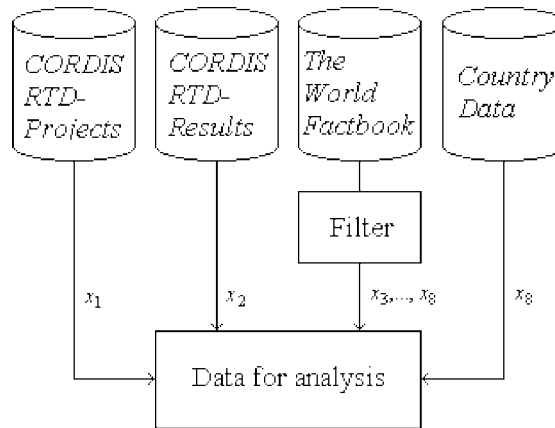 CORDIS
RTD-
Projects
CORDIS
RTD-
Results
The
World
Factbook
Country
Data
Filter
x1
x2
x3,..., x8
x8
Data for analysis